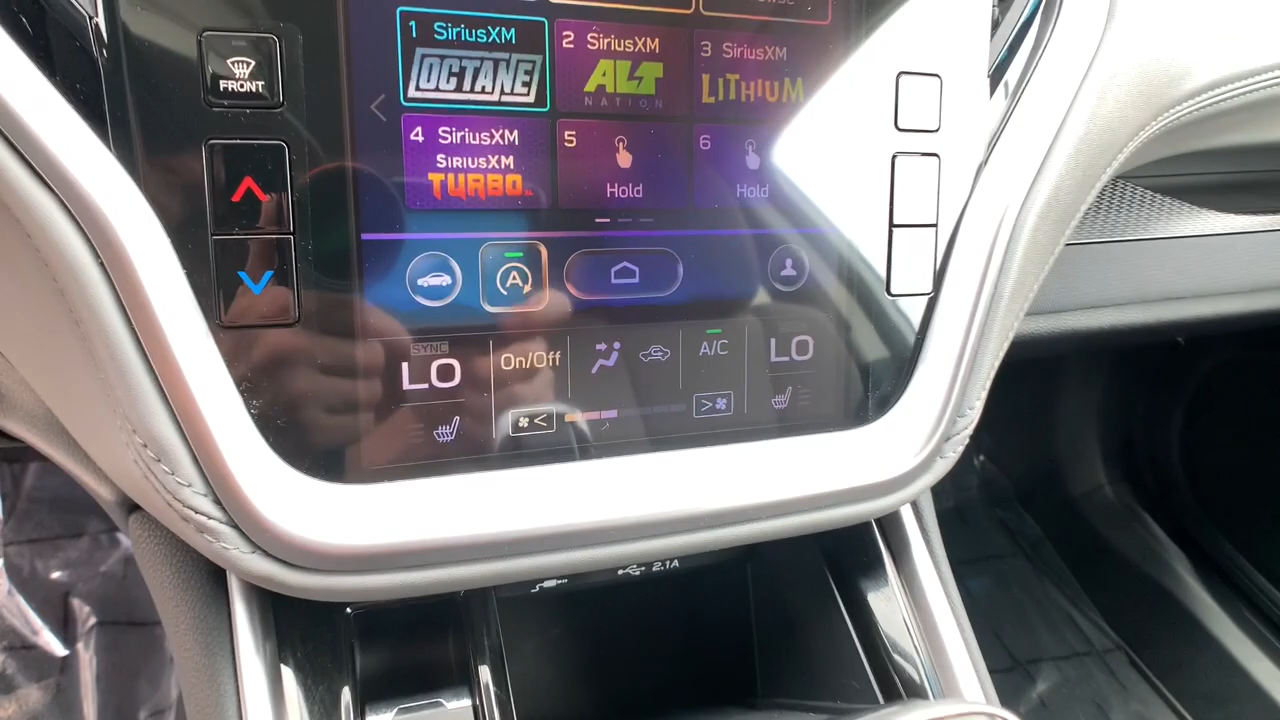 1 SiriusXM
OCTANE
2 SiriusXM
ALT
NATION
3 SiriusXM
LITHIUM
4 SiriusXM
SIRIUSXM
TURBO
5
Hold
6
Hold
FRONT
A
SYNC
LO
On/Off
A/C
LO
<
>
2.1A